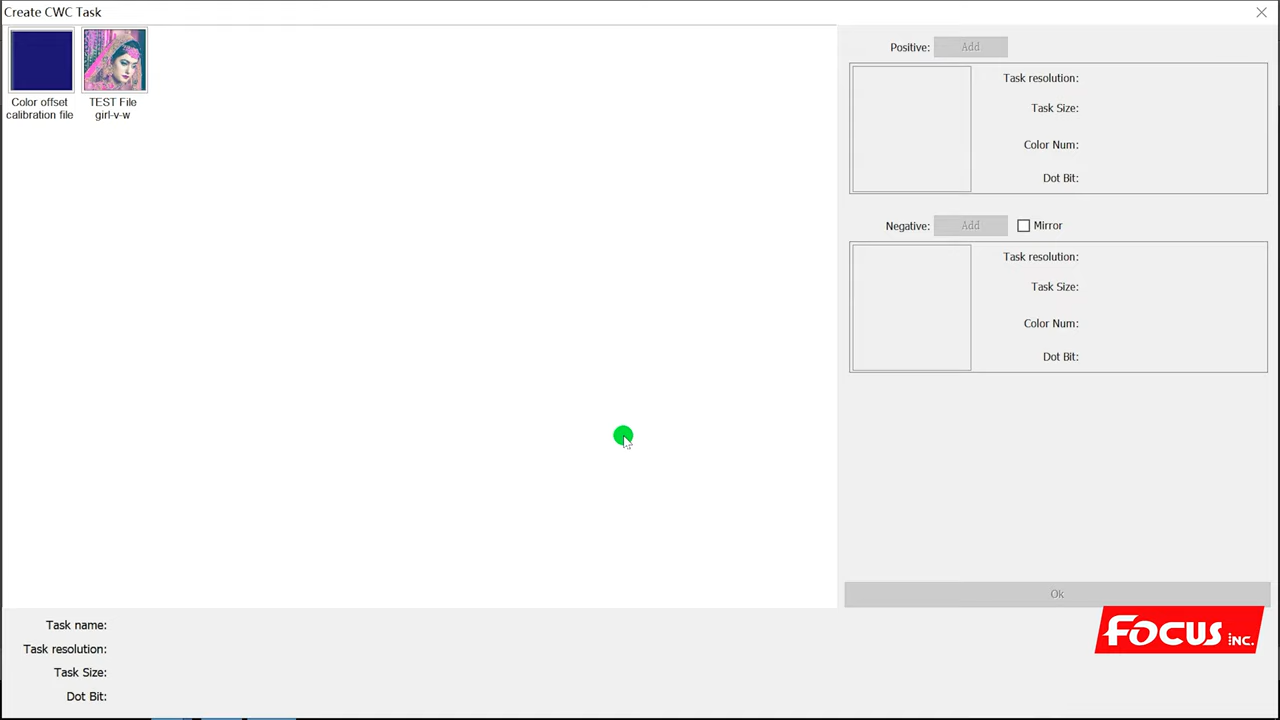 Create CWC Task
Color offset
calibration file
TEST File
girl-v-w
Positive: Add
Task resolution:
Task Size:
Color Num:
Dot Bit:
Negative: Add Mirror
Task resolution:
Task Size:
Color Num:
Dot Bit:
Ok
Task name:
Task resolution:
Task Size:
Dot Bit:
FOCUS INC.